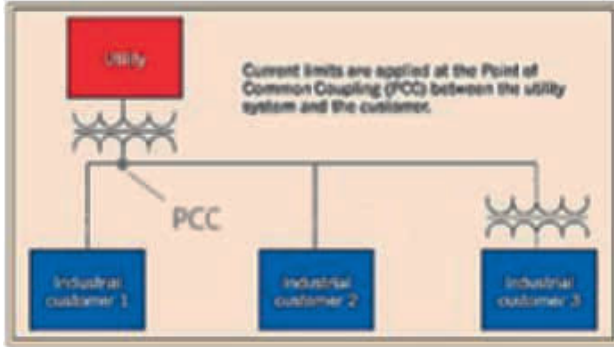 Utility
Current limits are applied at the Point of
Common Coupling (PCC) between the utility
system and the customer.
PCC
Industrial
customer 1
Industrial
customer 2
Industrial
customer 3